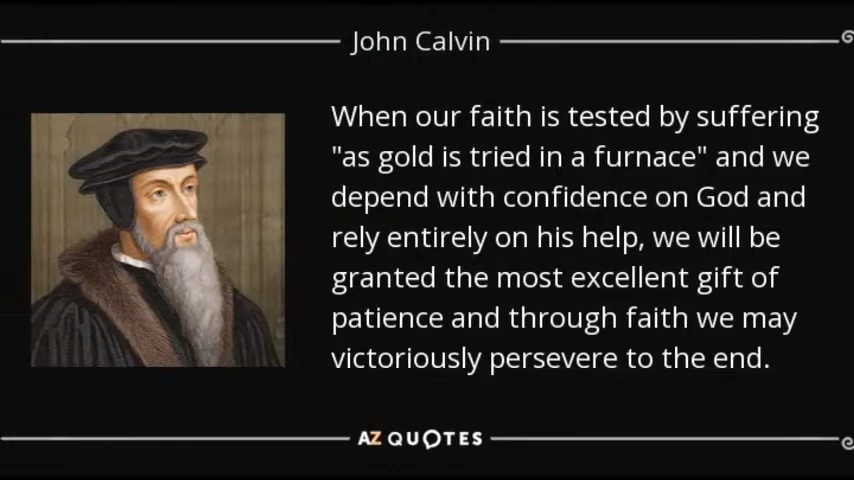 John Calvin
When our faith is tested by suffering
"as gold is tried in a furnace" and we
depend with confidence on God and
rely entirely on his help, we will be
granted the most excellent gift of
patience and through faith we may
victoriously persevere to the end.
AZ QUOTES